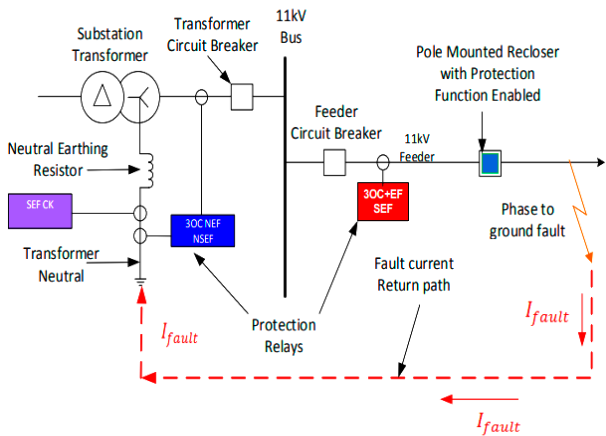 Substation
Transformer
Transformer
Circuit Breaker
11kV
Bus
Pole Mounted Recloser
with Protection
Function Enabled
Feeder
Circuit Breaker
11kV
Feeder
Neutral Earthing
Resistor
SEF CK
3OC NEF
NSEF
3OC+EF
SEF
Phase to
ground fault
Transformer
Neutral
Fault current
Return path
Protection
Relays
I fault
I fault
I fault